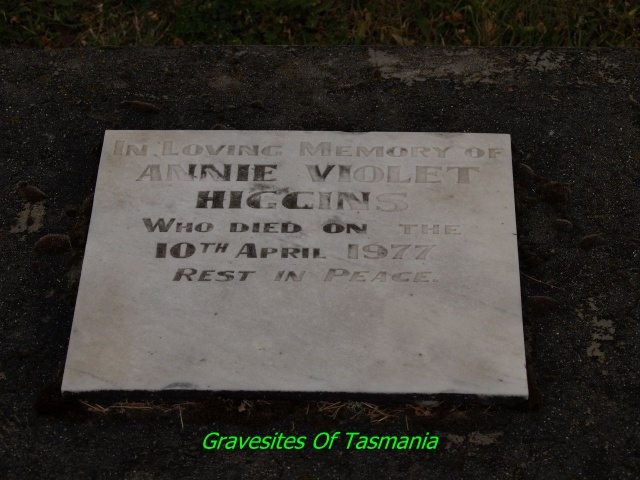 In Loving Memory of
ANNIE VIOLET
HIGGINS
Who died on the
10th April 1977
Rest in Peace.
Gravesites Of Tasmania